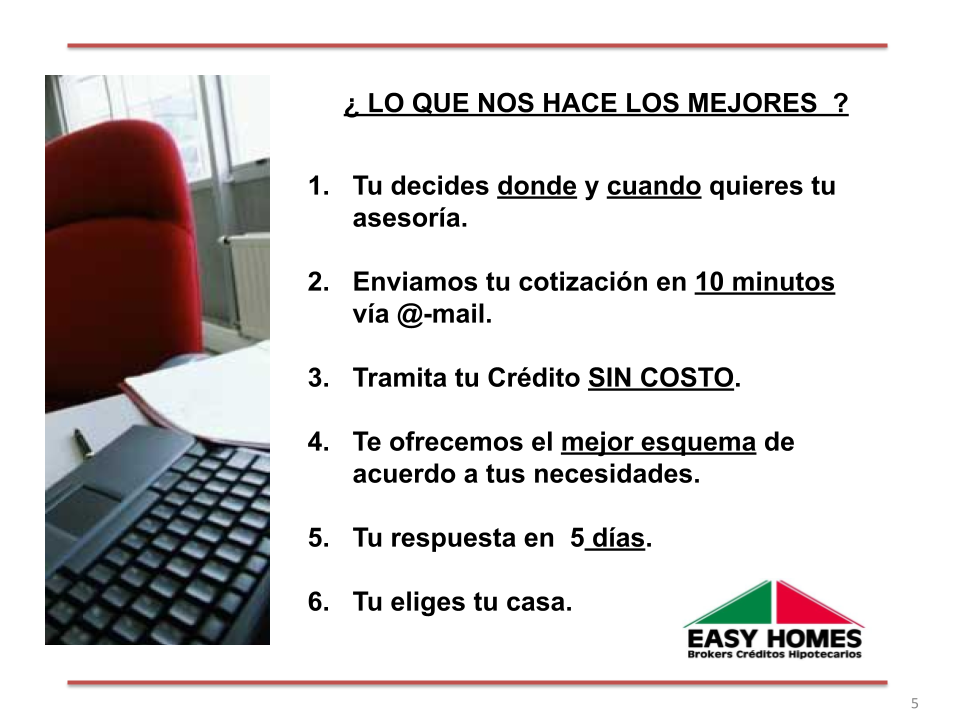 ¿ LO QUE NOS HACE LOS MEJORES ?
1. Tu decides donde y cuando quieres tu
asesoría.
2. Enviamos tu cotización en 10 minutos
vía @-mail.
3. Tramita tu Crédito SIN COSTO.
4. Te ofrecemos el mejor esquema de
acuerdo a tus necesidades.
5. Tu respuesta en 5 días.
6. Tu eliges tu casa.
EASY HOMES
Brokers Créditos Hipotecarios
5